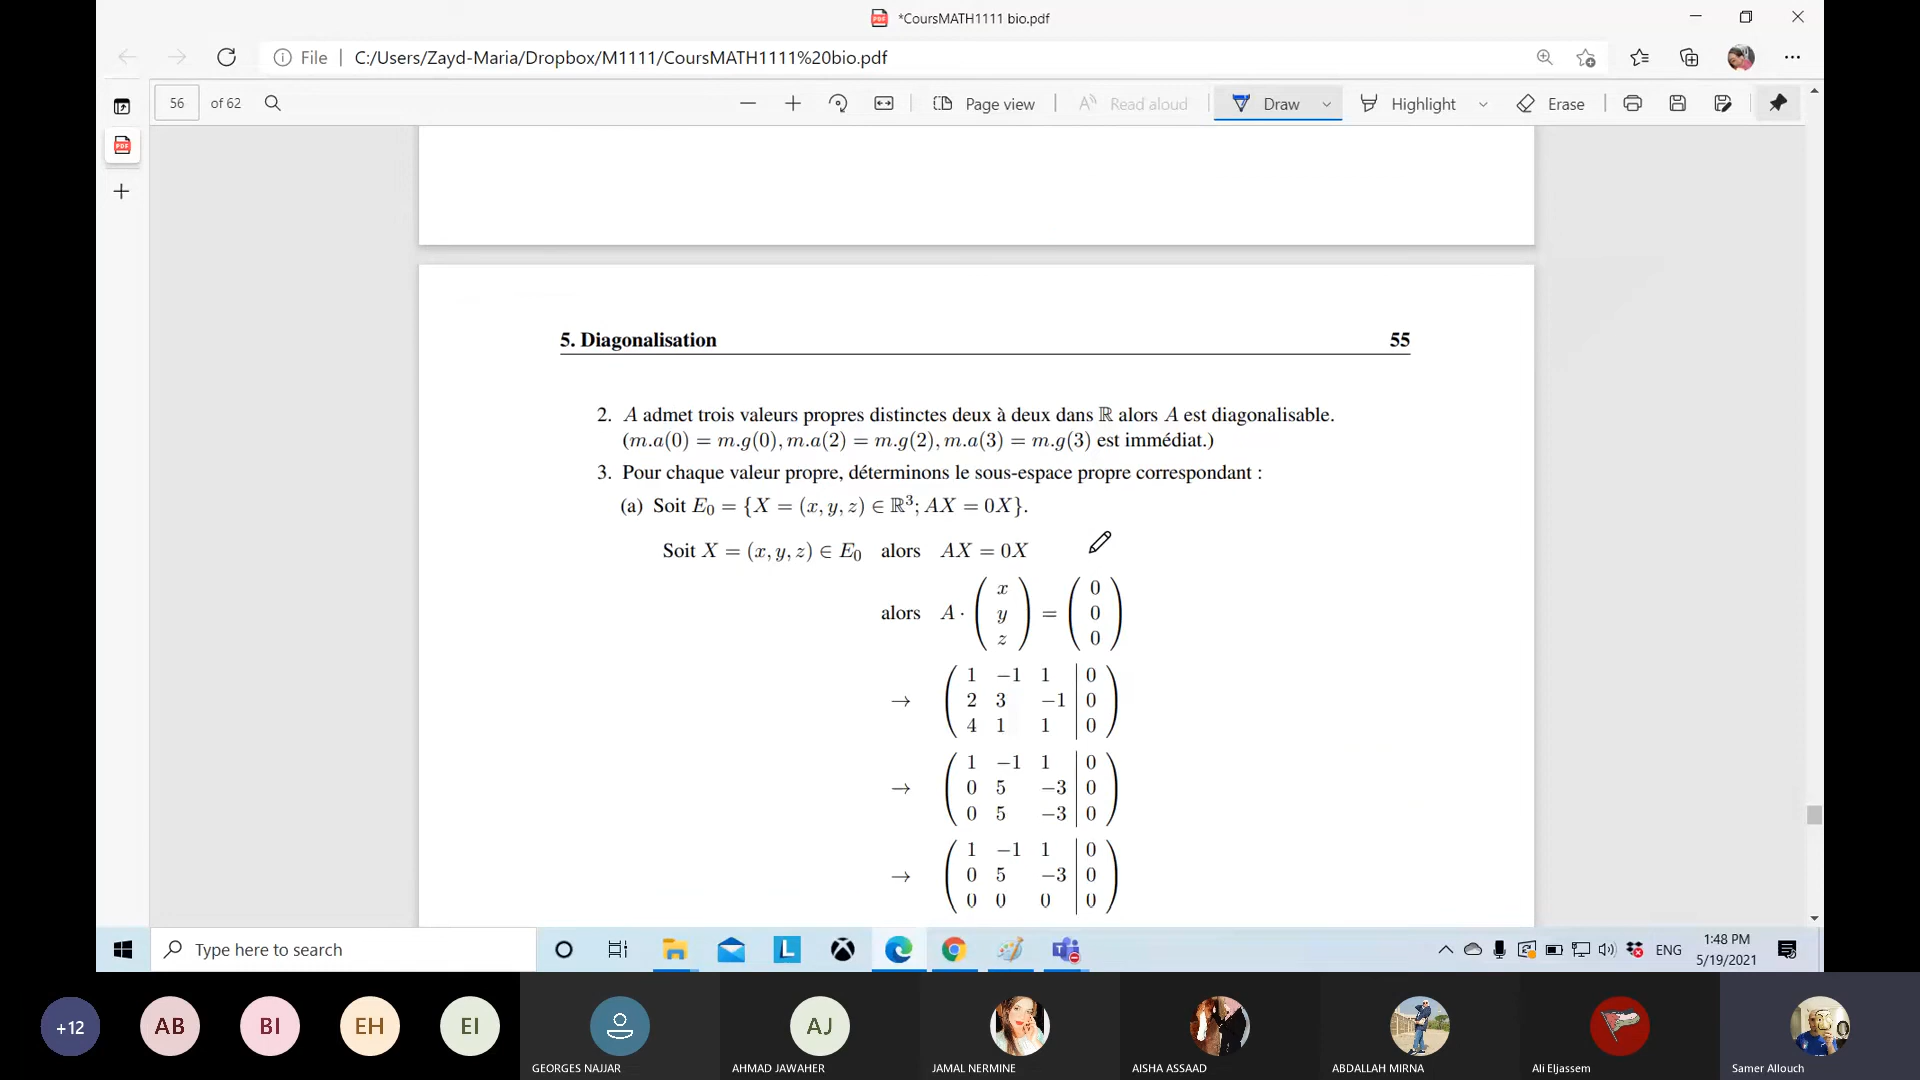 *CoursMATH1111 bio.pdf
File | C:/Users/Zayd-Maria/Dropbox/M1111/CoursMATH1111%20bio.pdf
56 of 62 Page view Read aloud Draw Highlight Erase
5. Diagonalisation 55
2. A admet trois valeurs propres distinctes deux à deux dans ℝ alors A est diagonalisable.
(m.a(0) = m.g(0), m.a(2) = m.g(2), m.a(3) = m.g(3) est immédiat.)
3. Pour chaque valeur propre, déterminons le sous-espace propre correspondant :
(a) Soit E₀ = {X = (x, y, z) ∈ ℝ³; AX = 0X}.
Soit X = (x, y, z) ∈ E₀ alors AX = 0X
x 0
alors A · y = 0
z 0
1 −1 1 | 0
→ 2 3 −1 | 0
4 1 1 | 0
1 −1 1 | 0
→ 0 5 −3 | 0
0 5 −3 | 0
1 −1 1 | 0
→ 0 5 −3 | 0
0 0 0 | 0
Type here to search
ENG
1:48 PM
5/19/2021
+12 AB BI EH EI AJ
GEORGES NAJJAR AHMAD JAWAHER JAMAL NERMINE AISHA ASSAAD ABDALLAH MIRNA Ali Eljassem Samer Allouch